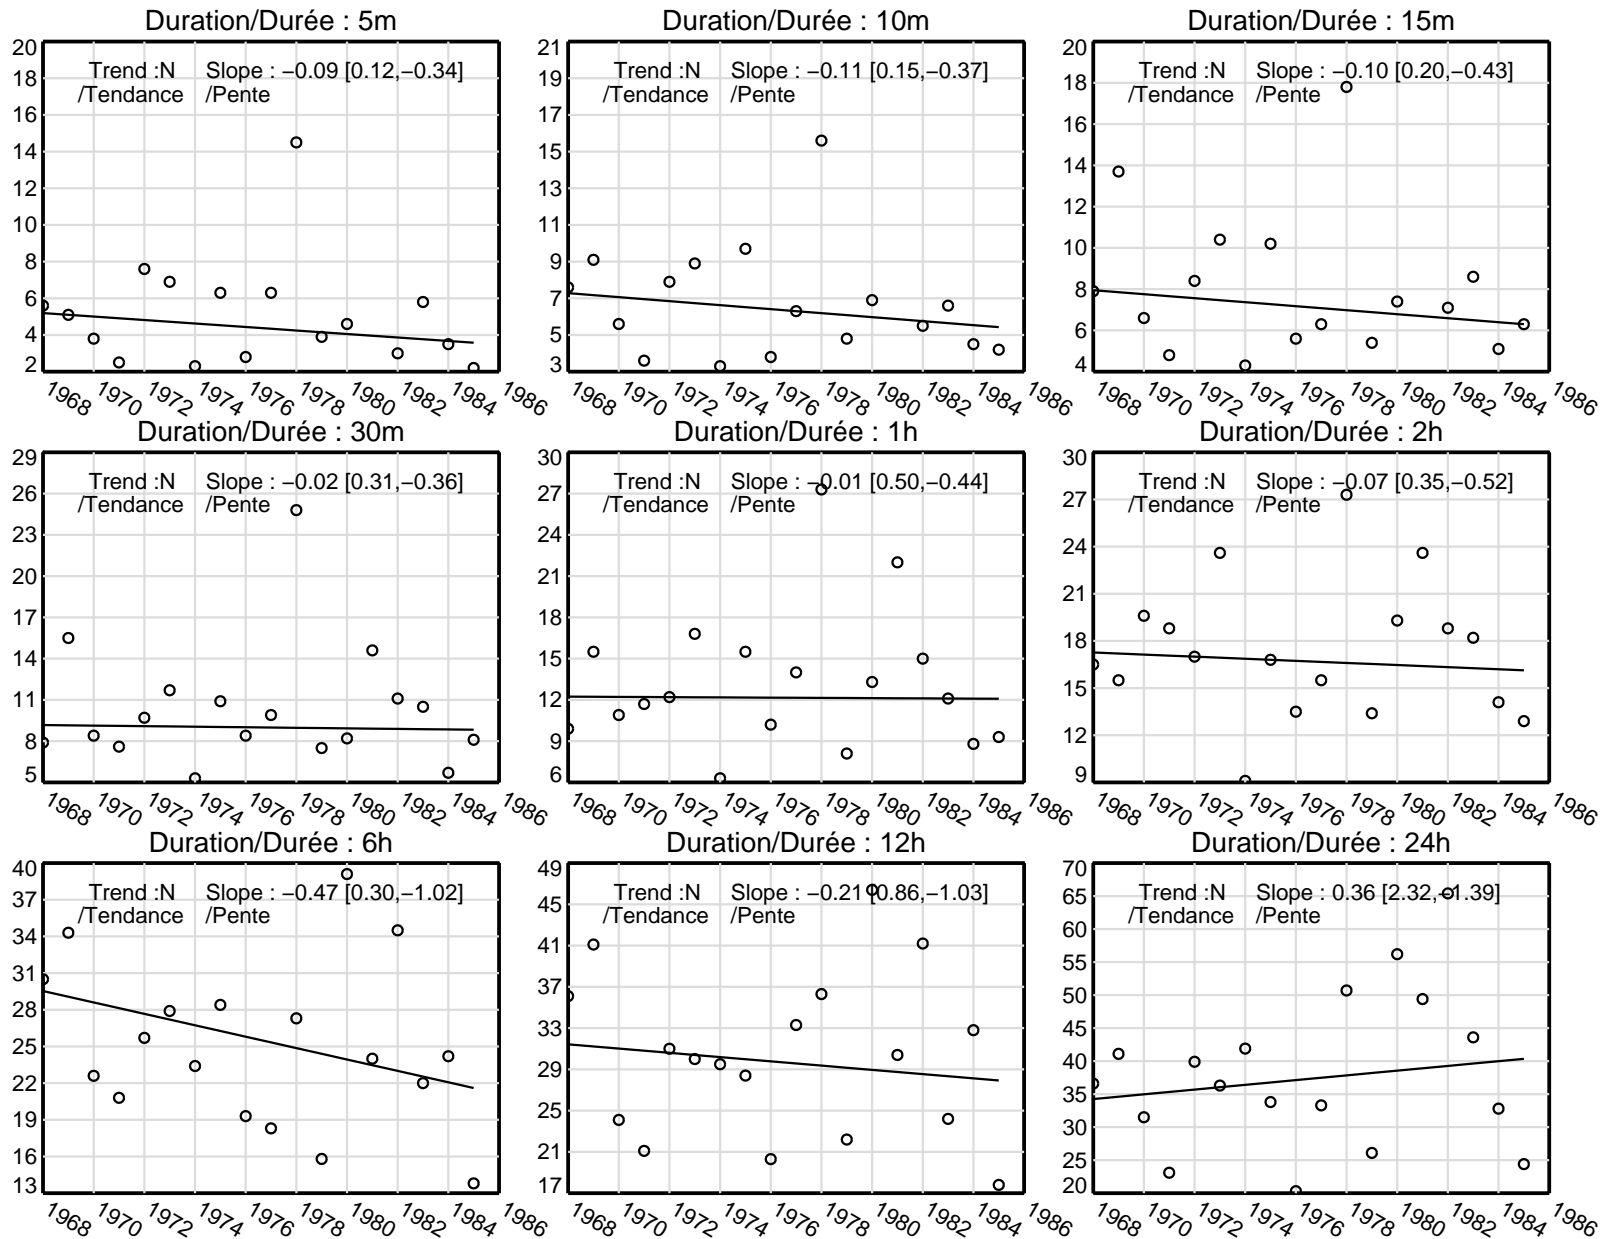 Duration/Durée : 5m
20
18
16
14
12
10
8
6
4
2
Trend :N Slope : −0.09 [0.12,−0.34]
/Tendance /Pente
1968 1970 1972 1974 1976 1978 1980 1982 1984 1986
Duration/Durée : 10m
21
19
17
15
13
11
9
7
5
3
Trend :N Slope : −0.11 [0.15,−0.37]
/Tendance /Pente
1968 1970 1972 1974 1976 1978 1980 1982 1984 1986
Duration/Durée : 15m
20
18
16
14
12
10
8
6
4
Trend :N Slope : −0.10 [0.20,−0.43]
/Tendance /Pente
1968 1970 1972 1974 1976 1978 1980 1982 1984 1986
Duration/Durée : 30m
29
26
23
20
17
14
11
8
5
Trend :N Slope : −0.02 [0.31,−0.36]
/Tendance /Pente
1968 1970 1972 1974 1976 1978 1980 1982 1984 1986
Duration/Durée : 1h
30
27
24
21
18
15
12
9
6
Trend :N Slope : −0.01 [0.50,−0.44]
/Tendance /Pente
1968 1970 1972 1974 1976 1978 1980 1982 1984 1986
Duration/Durée : 2h
30
27
24
21
18
15
12
9
Trend :N Slope : −0.07 [0.35,−0.52]
/Tendance /Pente
1968 1970 1972 1974 1976 1978 1980 1982 1984 1986
Duration/Durée : 6h
40
37
34
31
28
25
22
19
16
13
Trend :N Slope : −0.47 [0.30,−1.02]
/Tendance /Pente
1968 1970 1972 1974 1976 1978 1980 1982 1984 1986
Duration/Durée : 12h
49
45
41
37
33
29
25
21
17
Trend :N Slope : −0.21 [0.86,−1.03]
/Tendance /Pente
1968 1970 1972 1974 1976 1978 1980 1982 1984 1986
Duration/Durée : 24h
70
65
60
55
50
45
40
35
30
25
20
Trend :N Slope : 0.36 [2.32,−1.39]
/Tendance /Pente
1968 1970 1972 1974 1976 1978 1980 1982 1984 1986